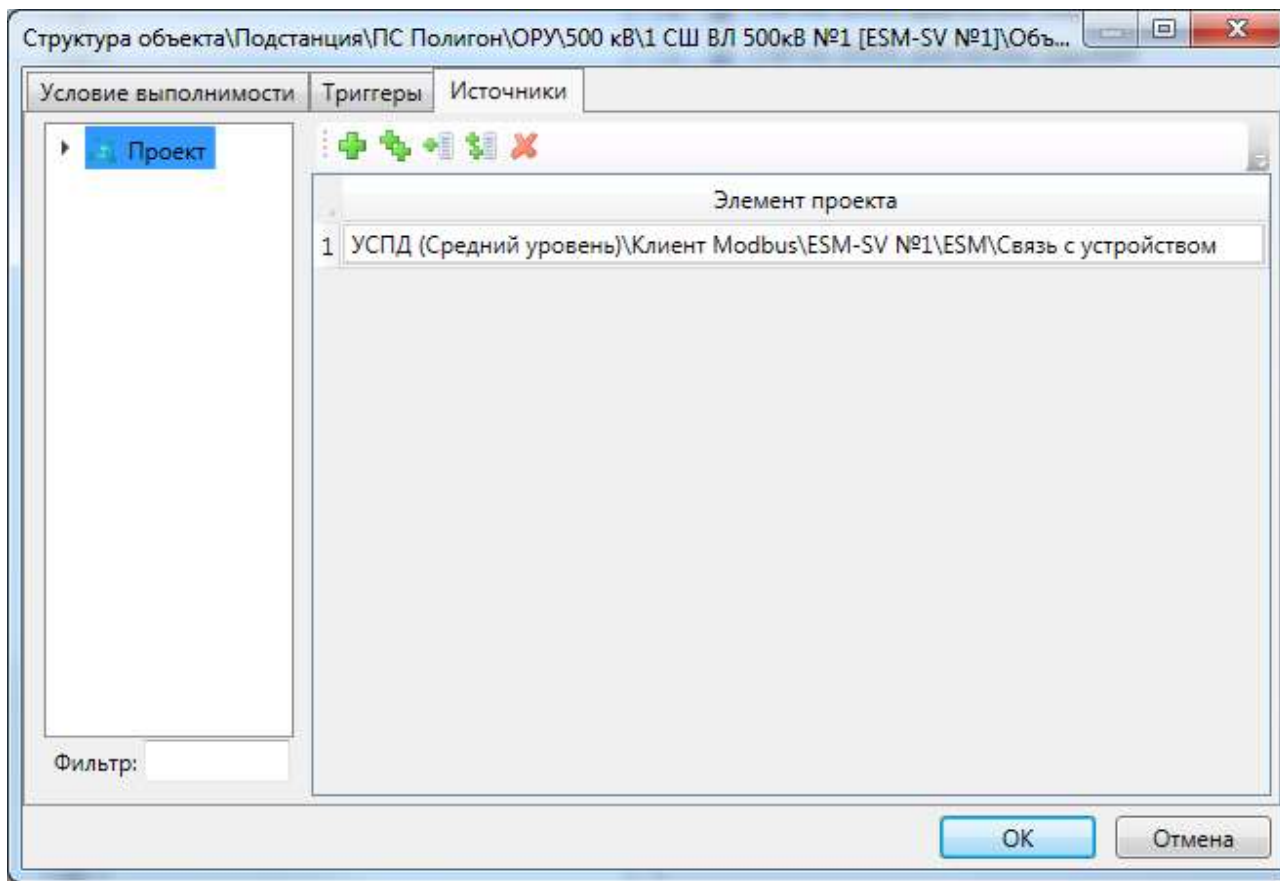 Структура объекта\Подстанция\ПС Полигон\ОРУ\500 кВ\1 СШ ВЛ 500кВ №1 [ESM-SV №1]\Объ...
Условие выполнимости Триггеры Источники
Проект
Элемент проекта
1 УСПД (Средний уровень)\Клиент Modbus\ESM-SV №1\ESM\Связь с устройством
Фильтр:
OK Отмена